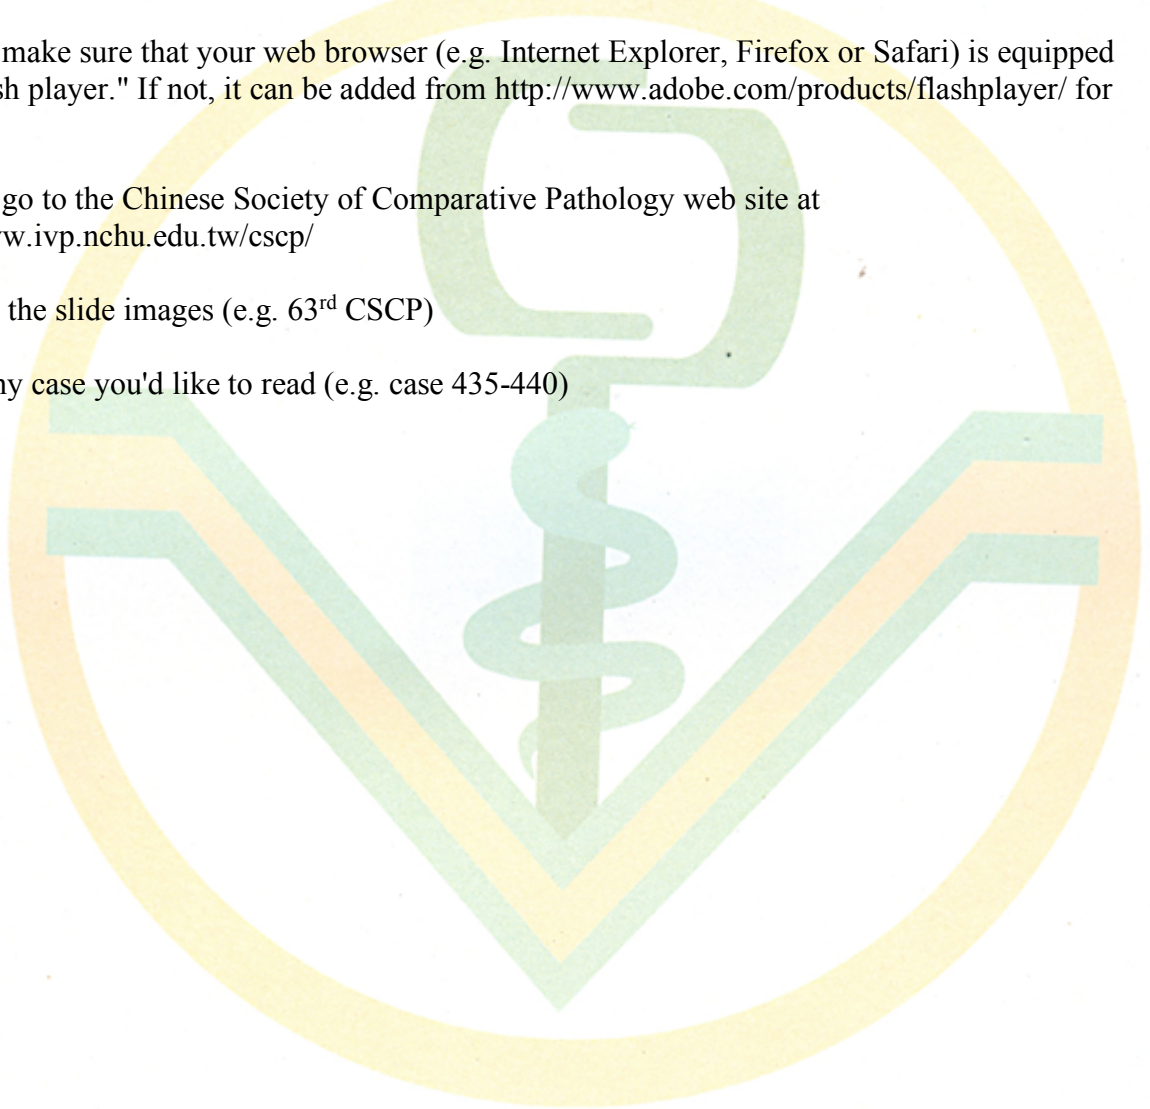 make sure that your web browser (e.g. Internet Explorer, Firefox or Safari) is equipped
sh player." If not, it can be added from http://www.adobe.com/products/flashplayer/ for
go to the Chinese Society of Comparative Pathology web site at
w.ivp.nchu.edu.tw/cscp/
the slide images (e.g. 63rd CSCP)
ny case you'd like to read (e.g. case 435-440)